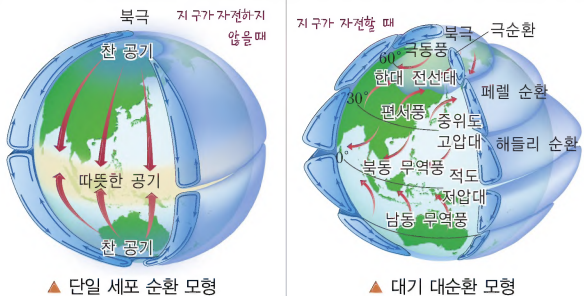 북극
지구가 자전하지
않을때
찬 공기
따뜻한 공기
찬 공기
▲ 단일 세포 순환 모형
지구가 자전할 때
북극
극순환
60°
극동풍
한대 전선대
페렐 순환
30°
편서풍
중위도
고압대
해들리 순환
0°
북동 무역풍
적도
저압대
남동 무역풍
▲ 대기 대순환 모형